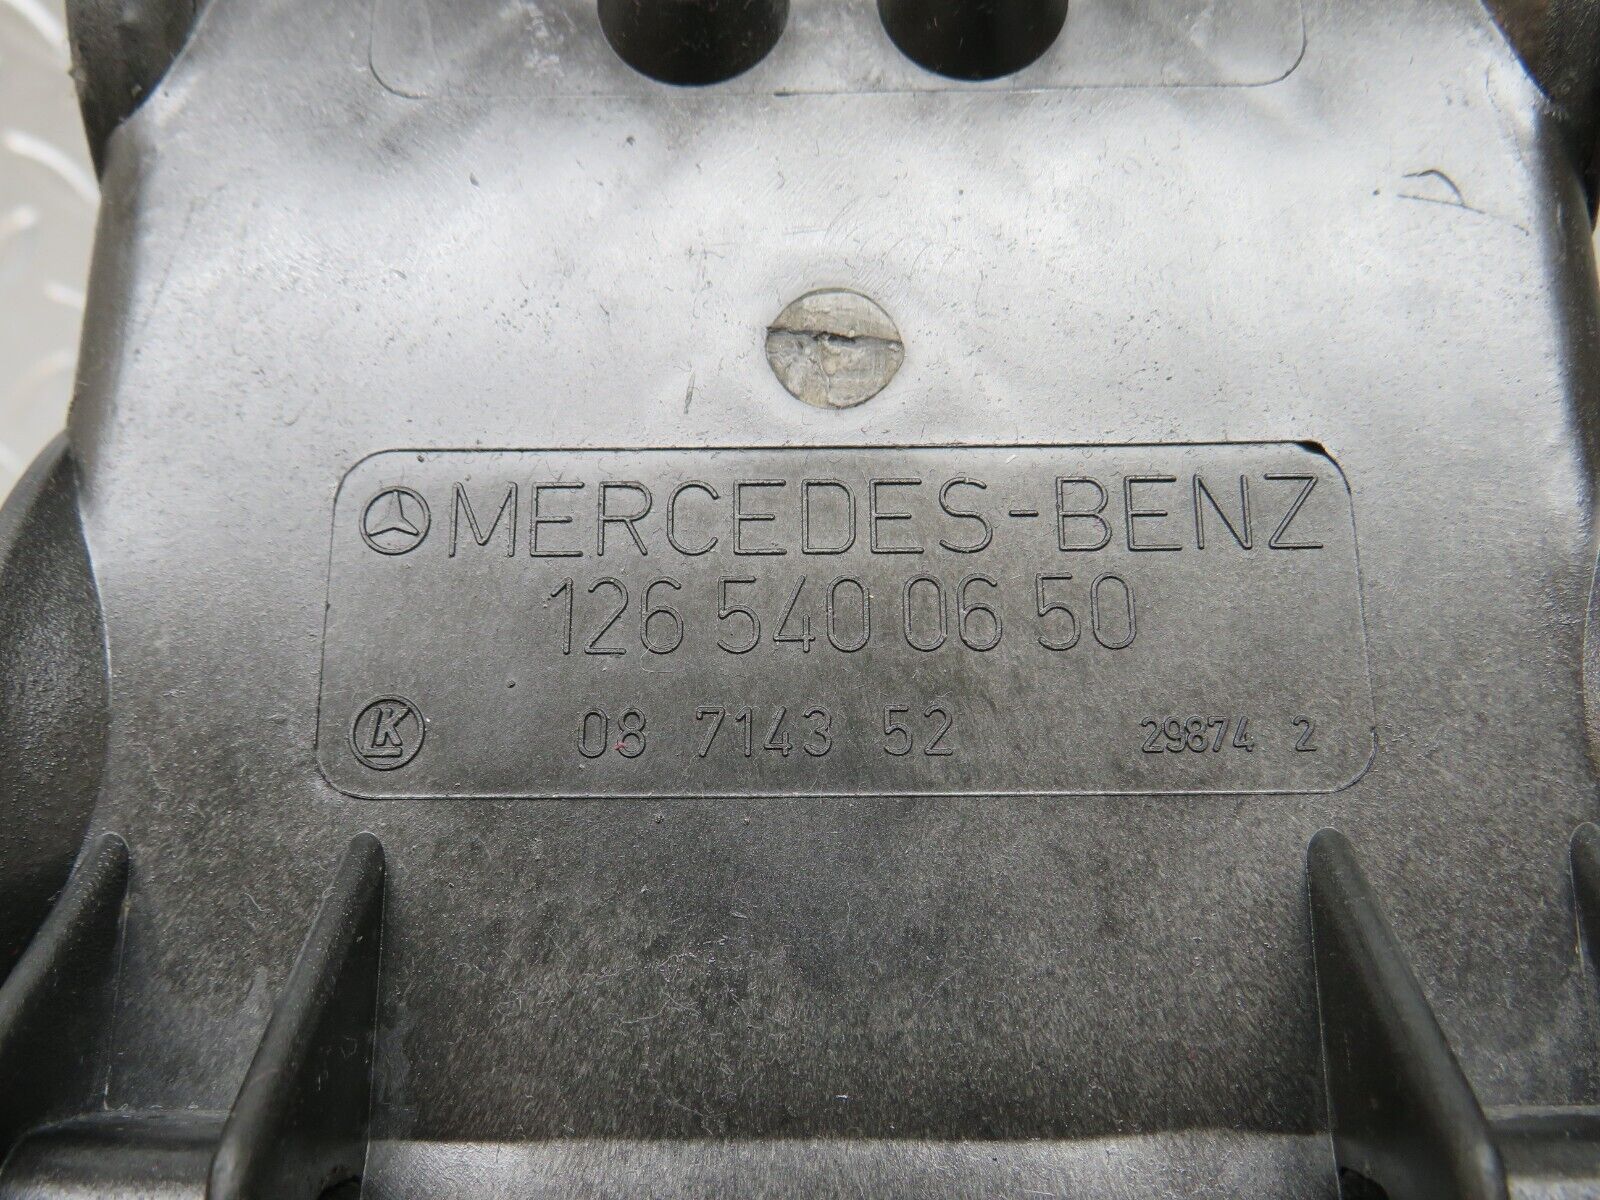 MERCEDES-BENZ
126 540 06 50
K 08 7143 52 29874 2